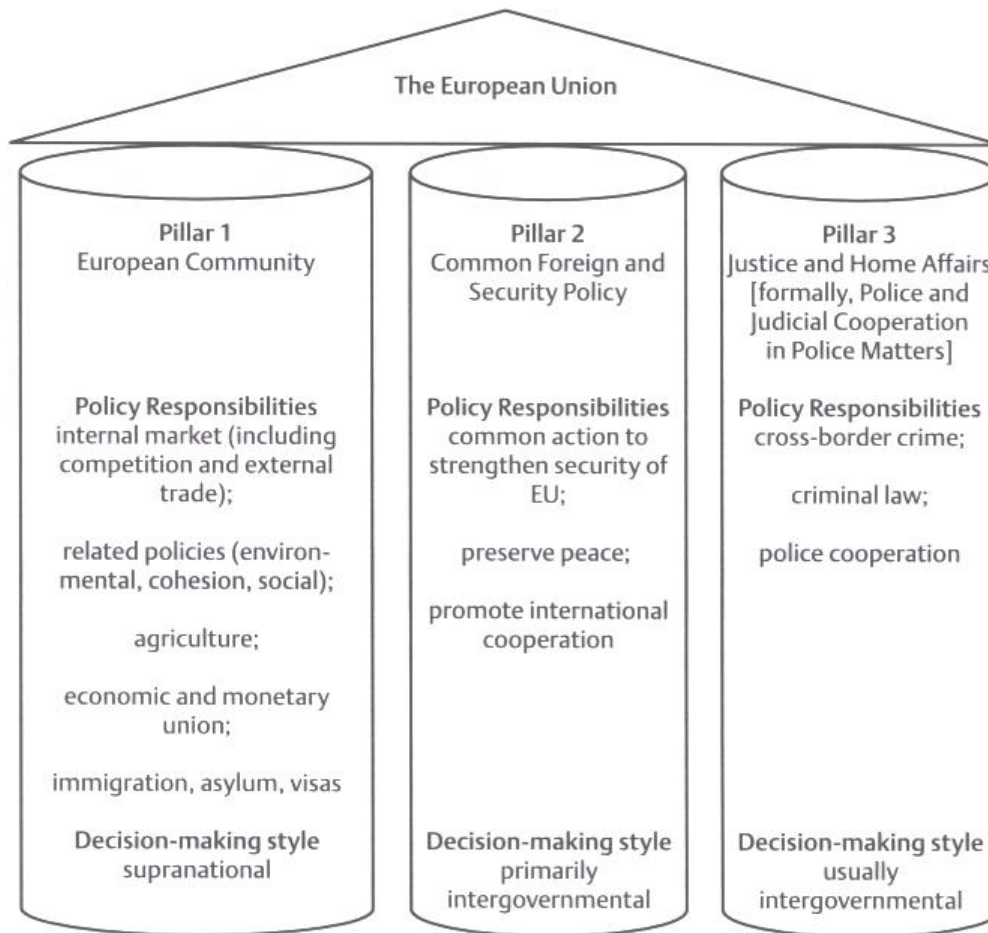 The European Union
Pillar 1
European Community
Policy Responsibilities
internal market (including
competition and external
trade);
related policies (environ-
mental, cohesion, social);
agriculture;
economic and monetary
union;
immigration, asylum, visas
Decision-making style
supranational
Pillar 2
Common Foreign and
Security Policy
Policy Responsibilities
common action to
strengthen security of
EU;
preserve peace;
promote international
cooperation
Decision-making style
primarily
intergovernmental
Pillar 3
Justice and Home Affairs
[formally, Police and
Judicial Cooperation
in Police Matters]
Policy Responsibilities
cross-border crime;
criminal law;
police cooperation
Decision-making style
usually
intergovernmental